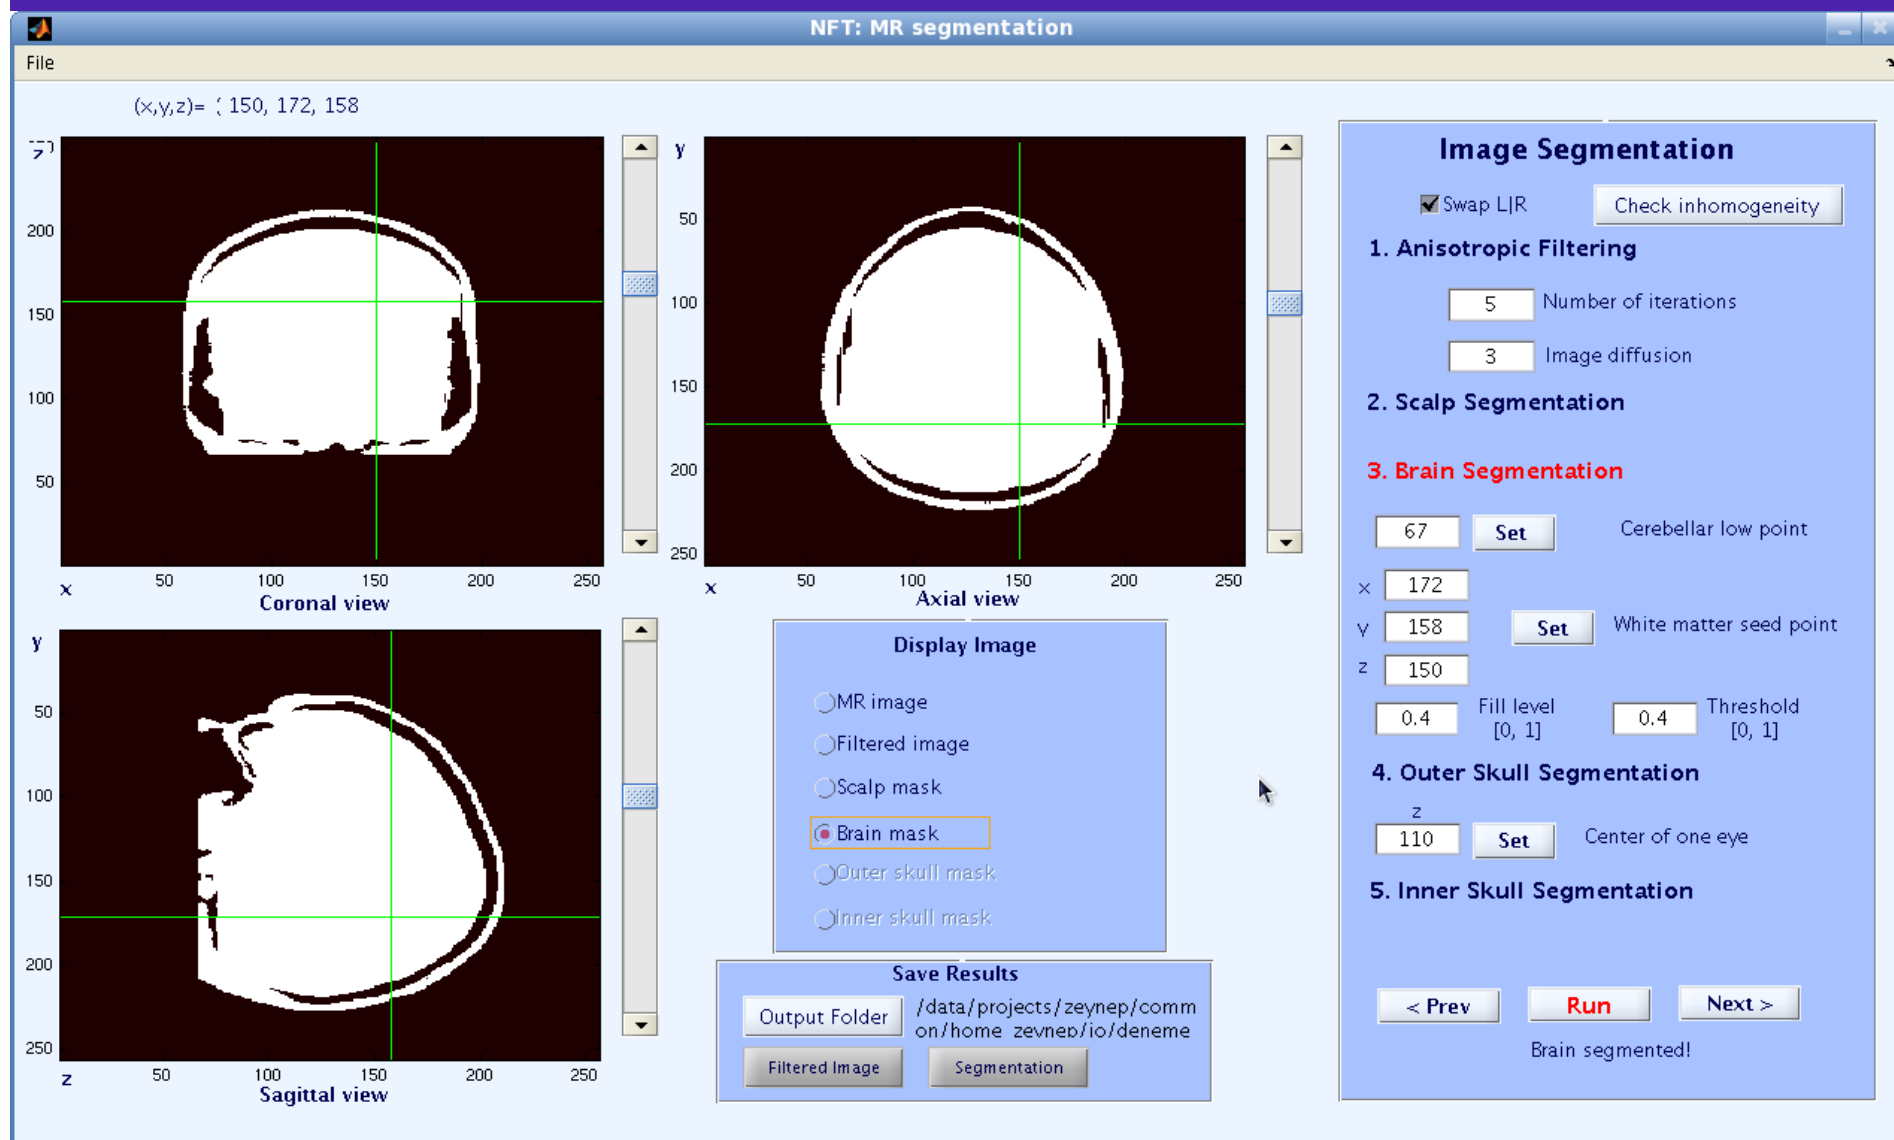 NFT: MR segmentation
File
(x,y,z)= ( 150, 172, 158
z
200
150
100
50
x
50 100 150 200 250
Coronal view
y
50
100
150
200
250
x
50 100 150 200 250
Axial view
y
50
100
150
200
250
z
50 100 150 200 250
Sagittal view
Display Image
MR image
Filtered image
Scalp mask
Brain mask
Outer skull mask
Inner skull mask
Save Results
Output Folder
/data/projects/zeynep/comm
on/home_zeynep/io/deneme
Filtered Image Segmentation
Image Segmentation
Swap L|R Check inhomogeneity
1. Anisotropic Filtering
5 Number of iterations
3 Image diffusion
2. Scalp Segmentation
3. Brain Segmentation
67 Set Cerebellar low point
x 172
y 158 Set White matter seed point
z 150
0.4 Fill level [0, 1] 0.4 Threshold [0, 1]
4. Outer Skull Segmentation
z
110 Set Center of one eye
5. Inner Skull Segmentation
< Prev Run Next >
Brain segmented!